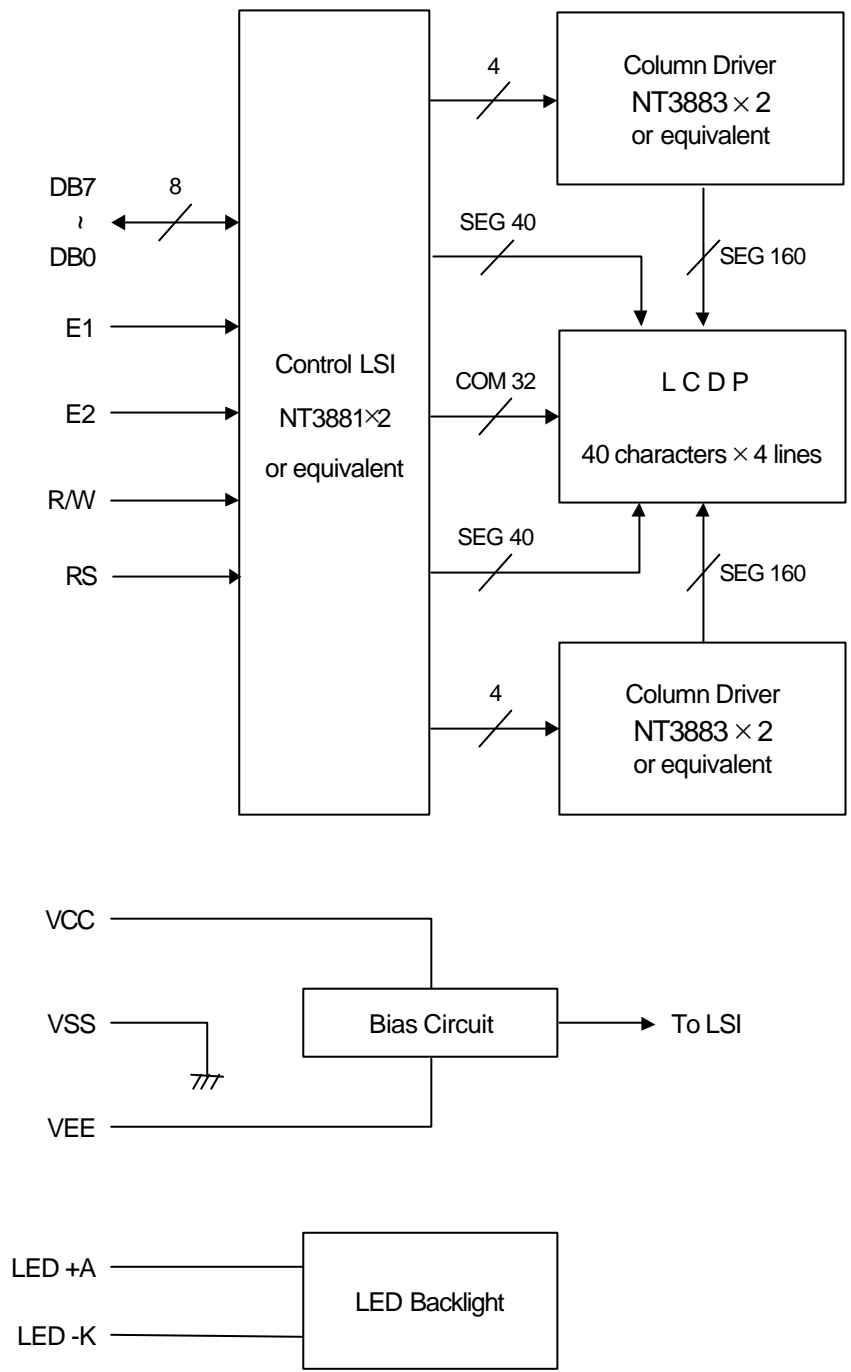 4
Column Driver
NT3883 × 2
or equivalent
DB7
~
DB0
8
SEG 40
SEG 160
E1
E2
R/W
RS
Control LSI
NT3881×2
or equivalent
COM 32
L C D P
40 characters × 4 lines
SEG 40
SEG 160
4
Column Driver
NT3883 × 2
or equivalent
VCC
VSS
VEE
Bias Circuit
To LSI
LED +A
LED -K
LED Backlight